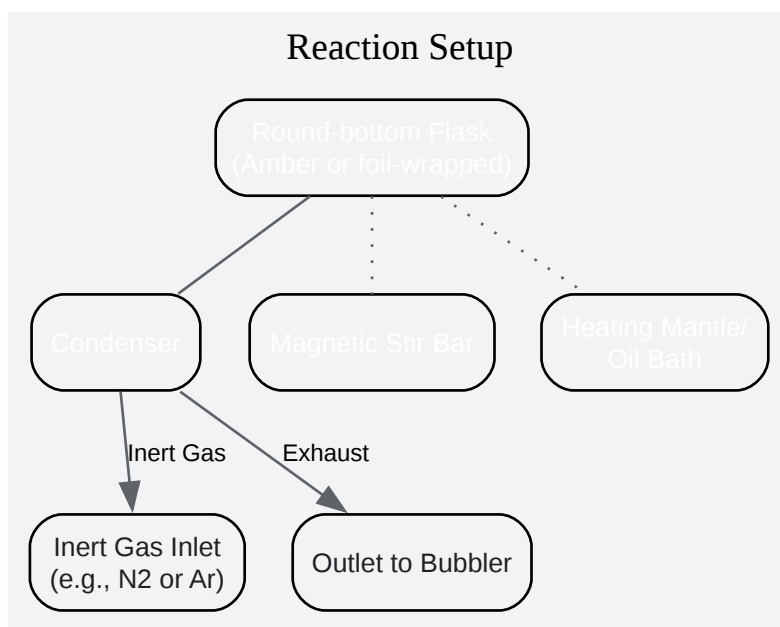 Reaction Setup
Round-bottom Flask
(Amber or foil-wrapped)
Condenser
Magnetic Stir Bar
Heating Mantle/
Oil Bath
Inert Gas
Exhaust
Inert Gas Inlet
(e.g., N2 or Ar)
Outlet to Bubbler